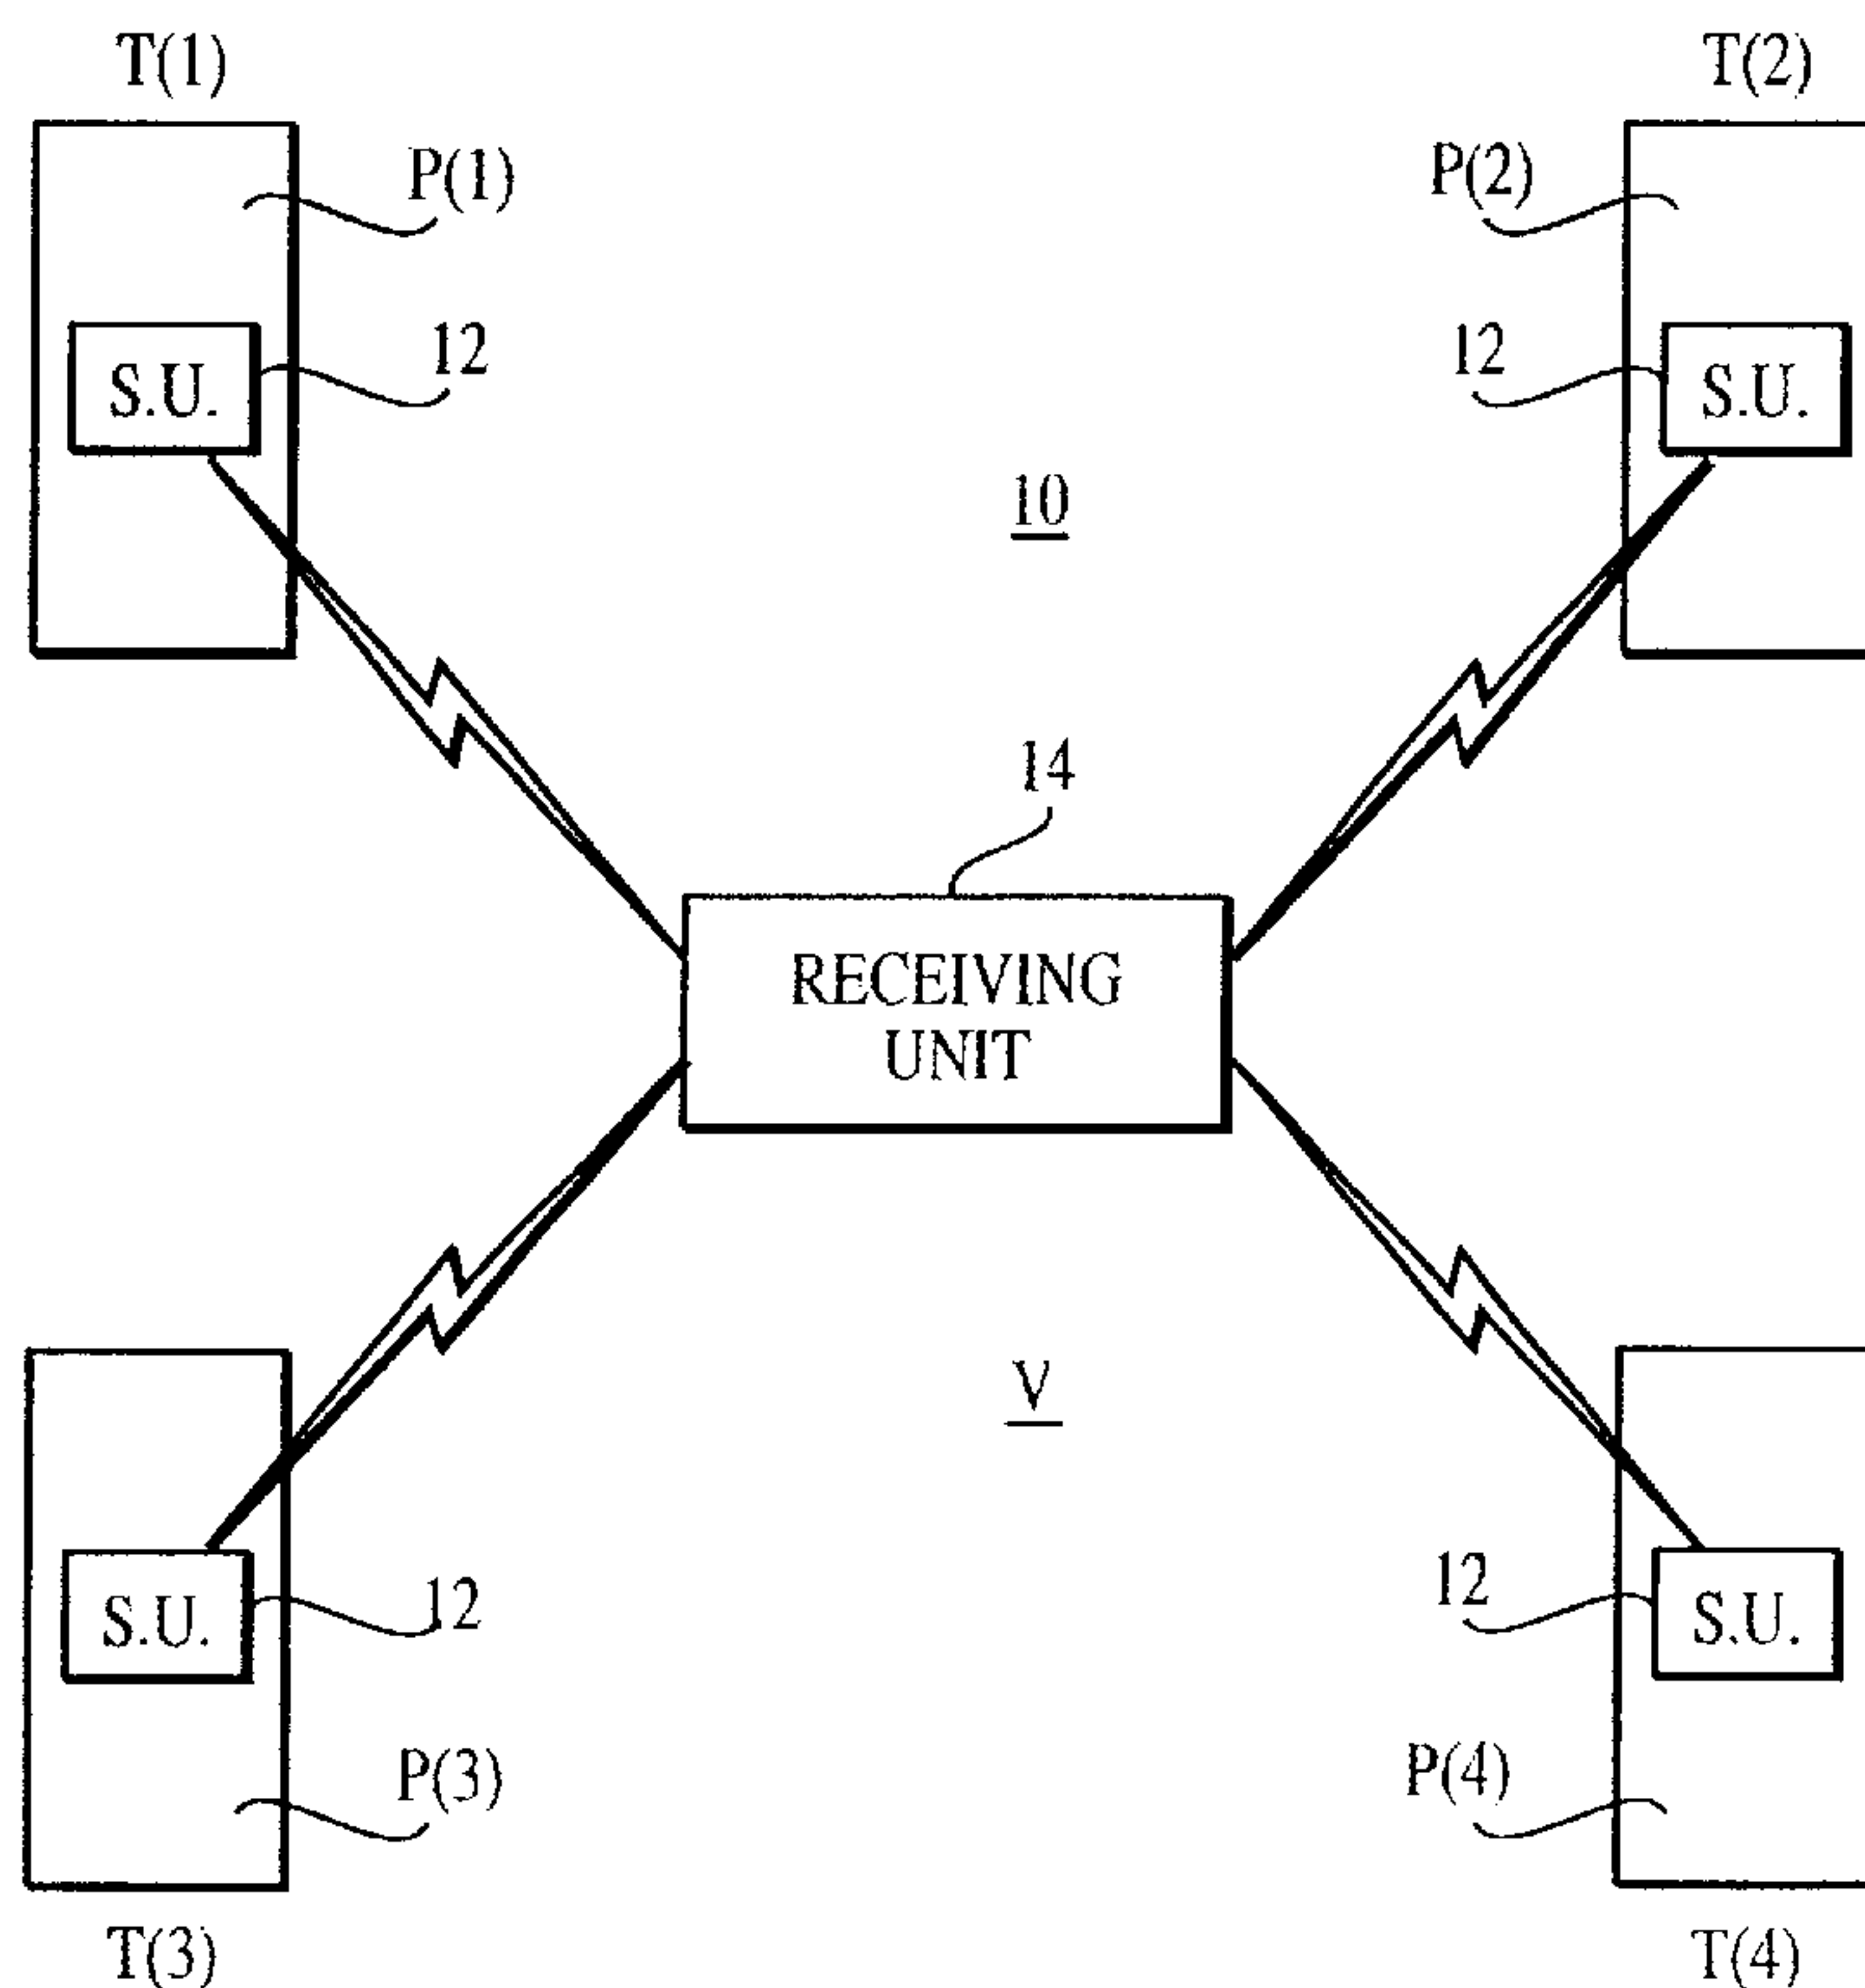 T(1)
T(2)
P(1)
P(2)
12
12
S.U.
S.U.
10
14
RECEIVING
UNIT
V
12
12
S.U.
S.U.
P(3)
P(4)
T(3)
T(4)